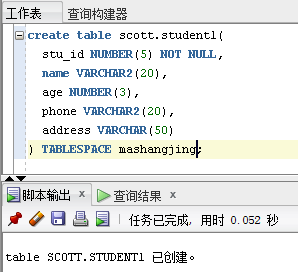 工作表 查询构建器
create table scott.student1(
stu_id NUMBER(5) NOT NULL,
name VARCHAR2(20),
age NUMBER(3),
phone VARCHAR2(20),
address VARCHAR(50)
) TABLESPACE mashangjing;
脚本输出 × 查询结果 ×
任务已完成, 用时 0.052 秒
table SCOTT.STUDENT1 已创建。